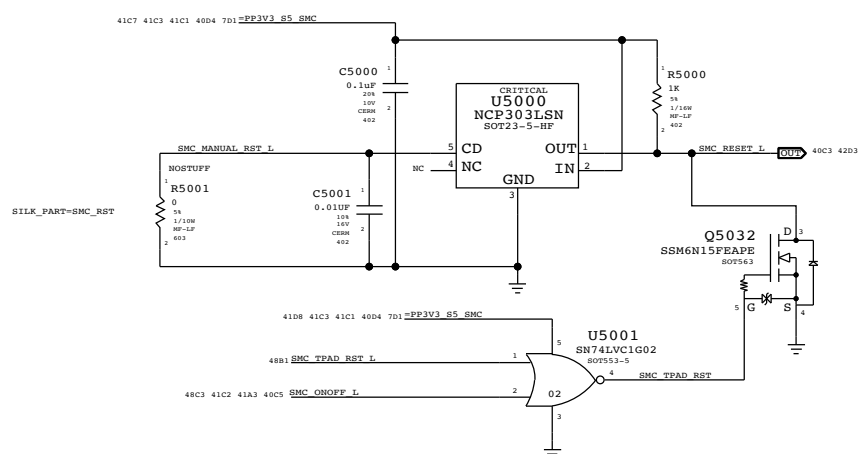 41C7 41C3 41C1 40D4 7D1 =PP3V3_S5_SMC
C5000
0.1uF
20%
10V
CERM
402
1
2
CRITICAL
U5000
NCP303LSN
SOT23-5-HF
5 CD
4 NC
NC
OUT 1
IN 2
GND
3
1
R5000
1K
5%
1/16W
MF-LF
402
2
SMC_MANUAL_RST_L
SMC_RESET_L
OUT 40C3 42D3
NOSTUFF
1
R5001
0
5%
1/10W
MF-LF
603
2
SILK_PART=SMC_RST
1
C5001
0.01UF
10%
16V
CERM
402
2
Q5032
SSM6N15FEAPE
SOT563
D 3
5 G
S
4
41D8 41C3 41C1 40D4 7D1 =PP3V3_S5_SMC
U5001
SN74LVC1G02
SOT553-5
5
48B1 SMC_TPAD_RST_L
1
48C3 41C2 41A3 40C5 SMC_ONOFF_L
2
02
4
3
SMC_TPAD_RST